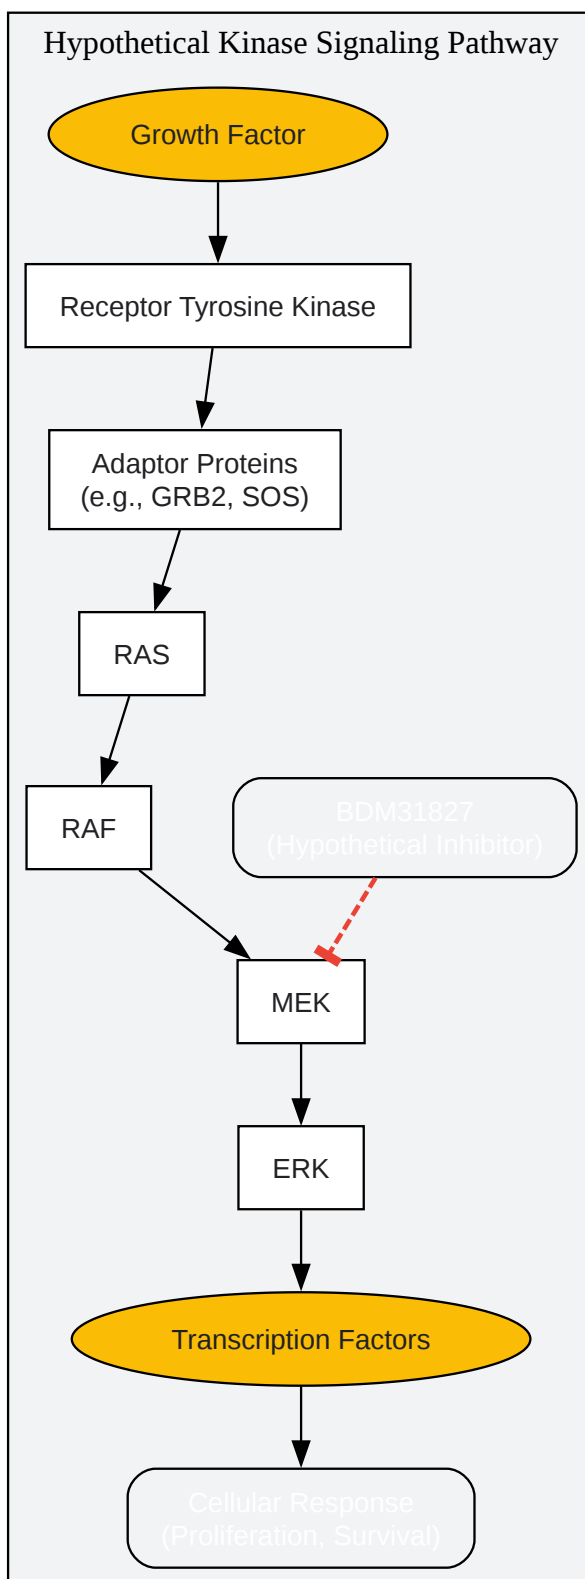 Hypothetical Kinase Signaling Pathway
Growth Factor
Receptor Tyrosine Kinase
Adaptor Proteins
(e.g., GRB2, SOS)
RAS
RAF
BDM31827
(Hypothetical Inhibitor)
MEK
ERK
Transcription Factors
Cellular Response
(Proliferation, Survival)